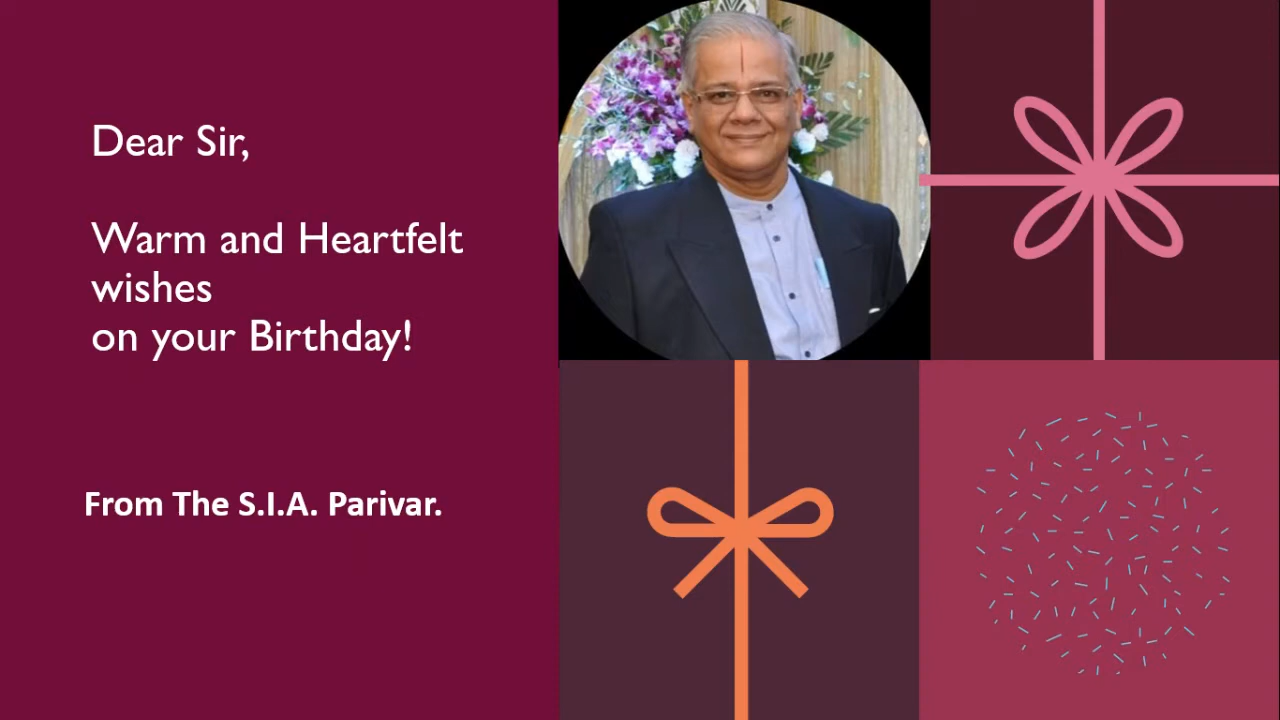 Dear Sir,
Warm and Heartfelt
wishes
on your Birthday!
From The S.I.A. Parivar.